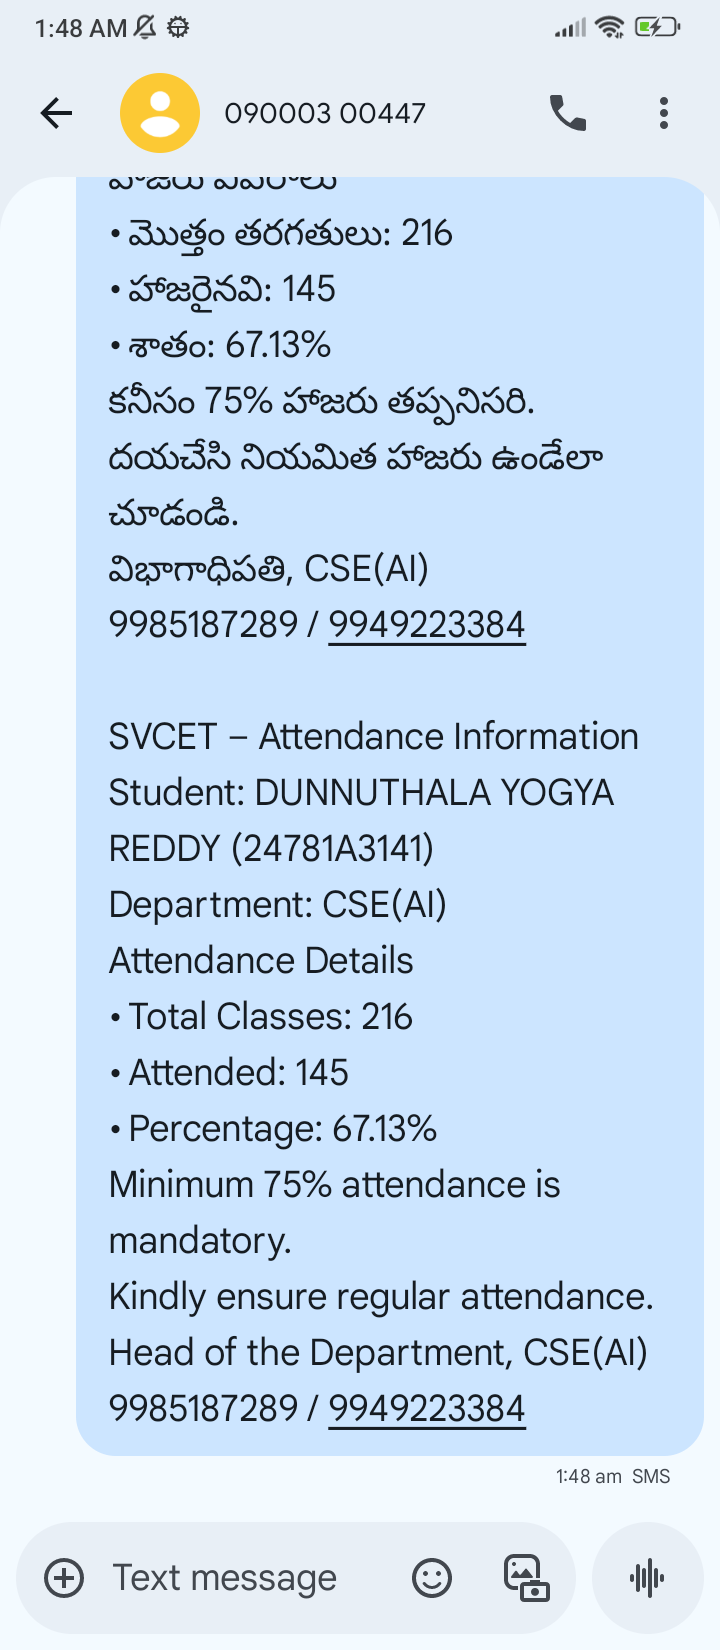 1:48 AM
090003 00447
హాజరు వివరాలు
• మొత్తం తరగతులు: 216
• హాజరైనవి: 145
• శాతం: 67.13%
కనీసం 75% హాజరు తప్పనిసరి.
దయచేసి నియమిత హాజరు ఉండేలా
చూడండి.
విభాగాధిపతి, CSE(AI)
9985187289 / 9949223384
SVCET – Attendance Information
Student: DUNNUTHALA YOGYA
REDDY (24781A3141)
Department: CSE(AI)
Attendance Details
• Total Classes: 216
• Attended: 145
• Percentage: 67.13%
Minimum 75% attendance is
mandatory.
Kindly ensure regular attendance.
Head of the Department, CSE(AI)
9985187289 / 9949223384
1:48 am SMS
Text message